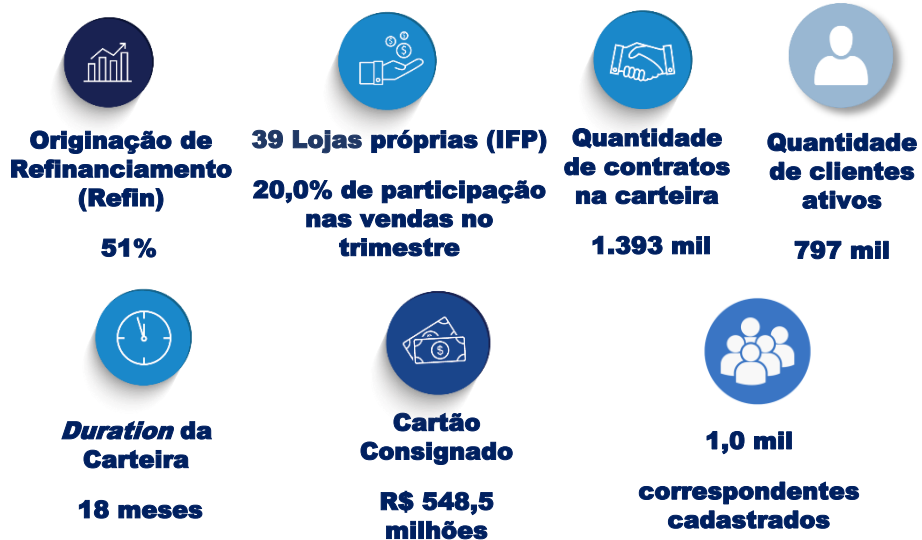 Originação de
Refinanciamento
(Refin)
51%
39 Lojas próprias (IFP)
20,0% de participação
nas vendas no
trimestre
Quantidade
de contratos
na carteira
1.393 mil
Quantidade
de clientes
ativos
797 mil
Duration da
Carteira
18 meses
Cartão
Consignado
R$ 548,5
milhões
1,0 mil
correspondentes
cadastrados